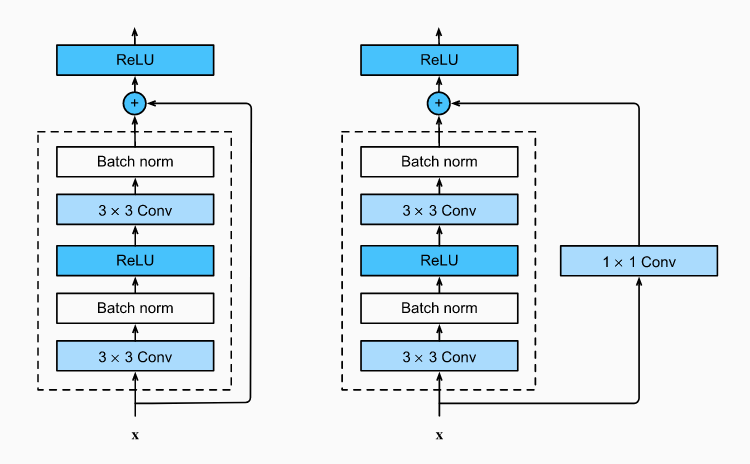 ReLU
+
Batch norm
3 × 3 Conv
ReLU
Batch norm
3 × 3 Conv
x
ReLU
+
Batch norm
3 × 3 Conv
ReLU
Batch norm
3 × 3 Conv
x
1 × 1 Conv